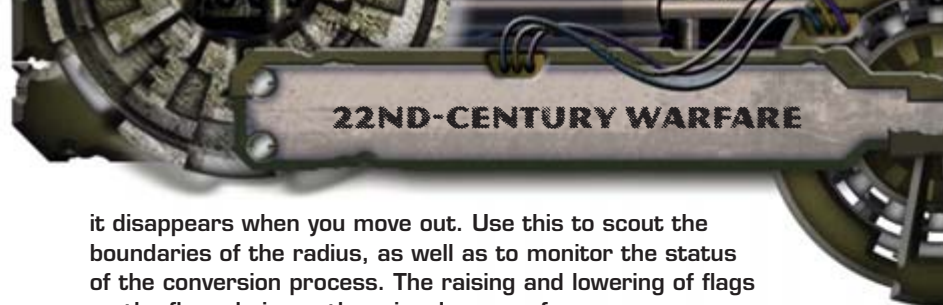 22ND-CENTURY WARFARE
it disappears when you move out. Use this to scout the
boundaries of the radius, as well as to monitor the status
of the conversion process. The raising and lowering of flags